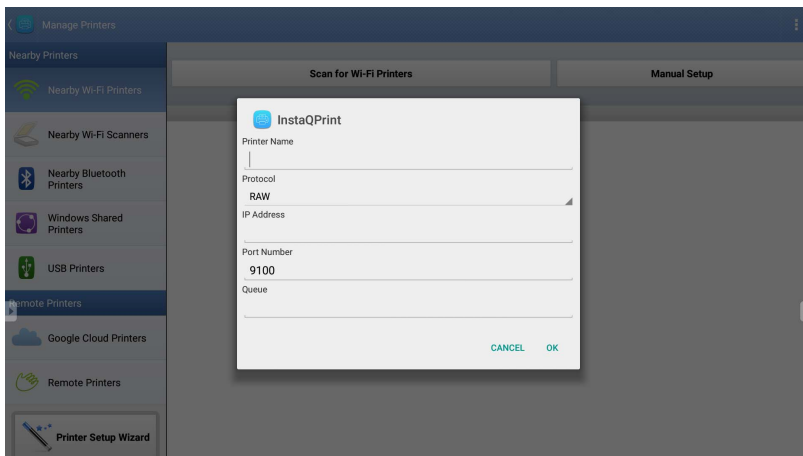 Manage Printers
Nearby Printers
Nearby Wi-Fi Printers
Nearby Wi-Fi Scanners
Nearby Bluetooth
Printers
Windows Shared
Printers
USB Printers
Remote Printers
Google Cloud Printers
Remote Printers
Printer Setup Wizard
Scan for Wi-Fi Printers
Manual Setup
InstaQPrint
Printer Name
Protocol
RAW
IP Address
Port Number
9100
Queue
CANCEL OK